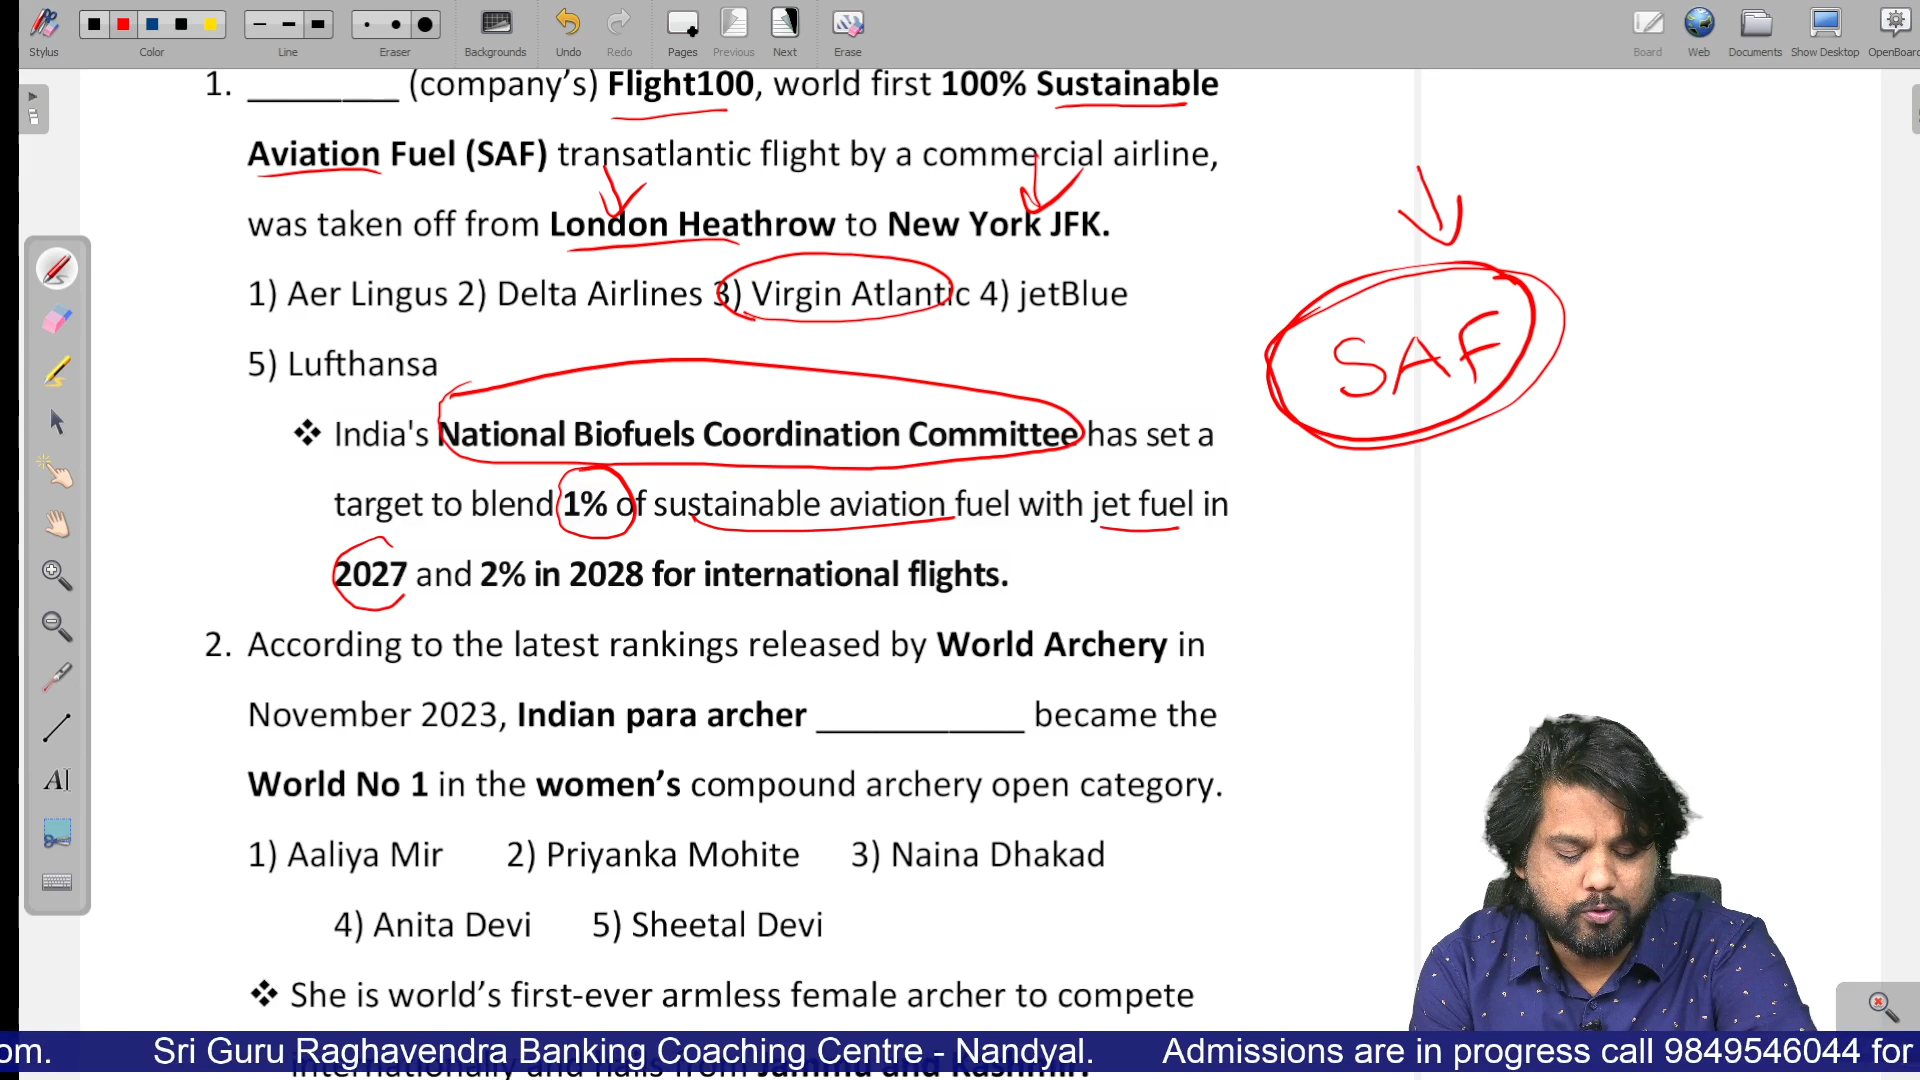 Stylus
Color
Line
Eraser
Backgrounds
Undo
Redo
Pages
Previous
Next
Erase
Board
Web
Documents
Show Desktop
OpenBoard
1. ________ (company’s) Flight100, world first 100% Sustainable
Aviation Fuel (SAF) transatlantic flight by a commercial airline,
was taken off from London Heathrow to New York JFK.
1) Aer Lingus 2) Delta Airlines 3) Virgin Atlantic 4) jetBlue
5) Lufthansa
SAF
❖ India's National Biofuels Coordination Committee has set a
target to blend 1% of sustainable aviation fuel with jet fuel in
2027 and 2% in 2028 for international flights.
2. According to the latest rankings released by World Archery in
November 2023, Indian para archer ___________ became the
World No 1 in the women’s compound archery open category.
1) Aaliya Mir 2) Priyanka Mohite 3) Naina Dhakad
4) Anita Devi 5) Sheetal Devi
❖ She is world’s first-ever armless female archer to compete
internationally and hails from Jammu and Kashmir.
om. Sri Guru Raghavendra Banking Coaching Centre - Nandyal. Admissions are in progress call 9849546044 for